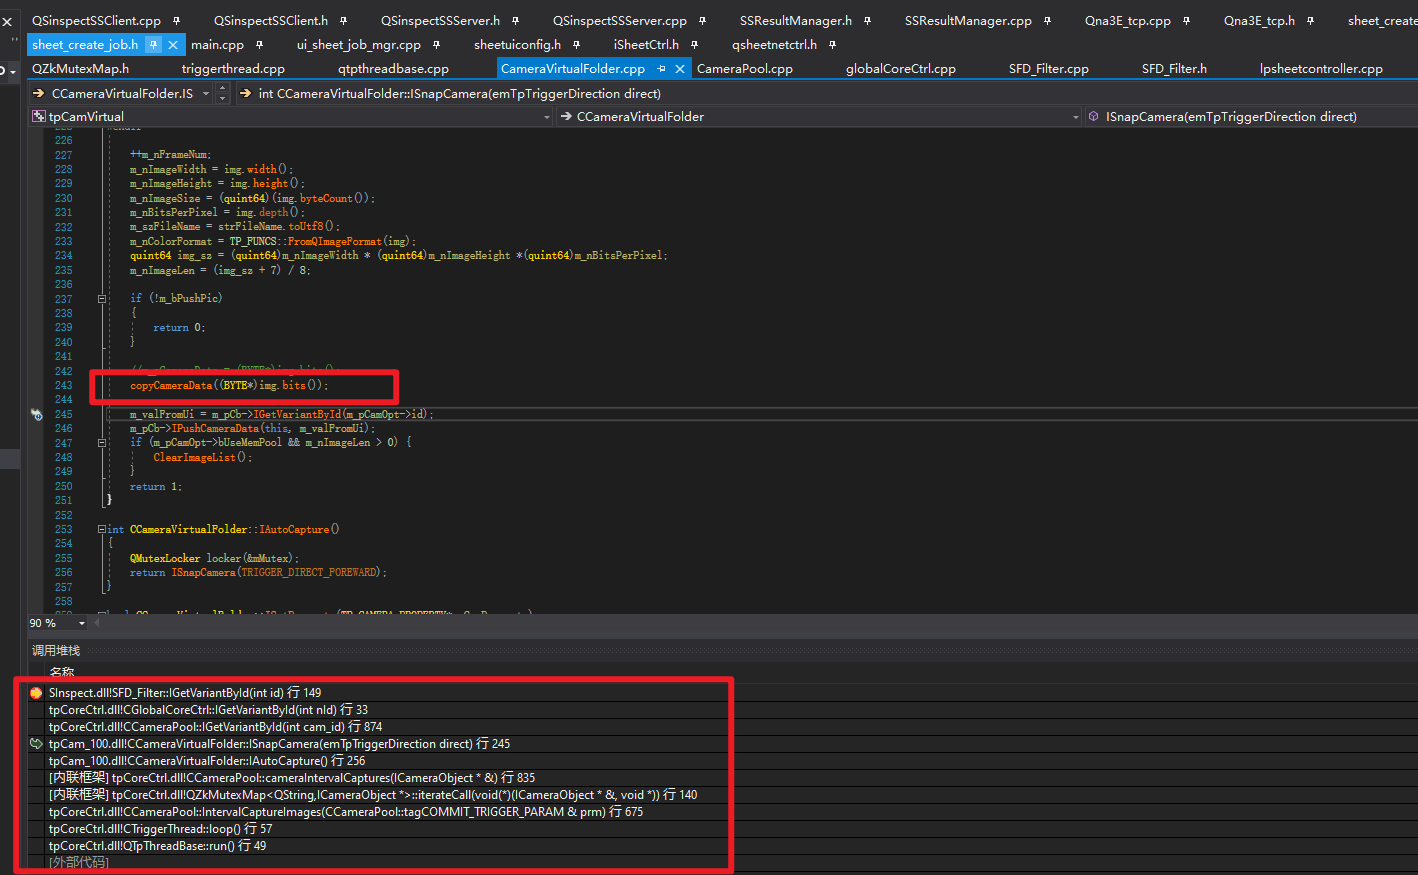 QSinspectSSClient.cpp QSinspectSSClient.h QSinspectSSServer.h QSinspectSSServer.cpp SSResultManager.h SSResultManager.cpp Qna3E_tcp.cpp Qna3E_tcp.h sheet_create
sheet_create_job.h main.cpp ui_sheet_job_mgr.cpp sheetuiconfig.h iSheetCtrl.h qsheetnetctrl.h
QZkMutexMap.h triggerthread.cpp qtpthreadbase.cpp CameraVirtualFolder.cpp CameraPool.cpp globalCoreCtrl.cpp SFD_Filter.cpp SFD_Filter.h lpsheetcontroller.cpp
CCameraVirtualFolder.IS int CCameraVirtualFolder::ISnapCamera(emTpTriggerDirection direct)
tpCamVirtual CCameraVirtualFolder ISnapCamera(emTpTriggerDirection direct)
226
227 ++m_nFrameNum;
228 m_nImageWidth = img.width();
229 m_nImageHeight = img.height();
230 m_nImageSize = (quint64)(img.byteCount());
231 m_nBitsPerPixel = img.depth();
232 m_szFileName = strFileName.toUtf8();
233 m_nColorFormat = TP_FUNCS::FromQImageFormat(img);
234 quint64 img_sz = (quint64)m_nImageWidth * (quint64)m_nImageHeight *(quint64)m_nBitsPerPixel;
235 m_nImageLen = (img_sz + 7) / 8;
236
237 if (!m_bPushPic)
238 {
239 return 0;
240 }
241
242
243 copyCameraData((BYTE*)img.bits());
244
245 m_valFromUi = m_pCb->IGetVariantById(m_pCamOpt->id);
246 m_pCb->IPushCameraData(this, m_valFromUi);
247 if (m_pCamOpt->bUseMemPool && m_nImageLen > 0) {
248 ClearImageList();
249 }
250 return 1;
251 }
252
253 int CCameraVirtualFolder::IAutoCapture()
254 {
255 QMutexLocker locker(&mMutex);
256 return ISnapCamera(TRIGGER_DIRECT_FOREWARD);
257 }
258
90 %
调用堆栈
名称
SInspect.dll!SFD_Filter::IGetVariantById(int id) 行 149
tpCoreCtrl.dll!CGlobalCoreCtrl::IGetVariantById(int nId) 行 33
tpCoreCtrl.dll!CCameraPool::IGetVariantById(int cam_id) 行 874
tpCam_100.dll!CCameraVirtualFolder::ISnapCamera(emTpTriggerDirection direct) 行 245
tpCam_100.dll!CCameraVirtualFolder::IAutoCapture() 行 256
[内联框架] tpCoreCtrl.dll!CCameraPool::cameraIntervalCaptures(ICameraObject * &) 行 835
[内联框架] tpCoreCtrl.dll!QZkMutexMap<QString,ICameraObject *>::iterateCall(void(*)(ICameraObject * &, void *)) 行 140
tpCoreCtrl.dll!CCameraPool::IntervalCaptureImages(CCameraPool::tagCOMMIT_TRIGGER_PARAM & prm) 行 675
tpCoreCtrl.dll!CTriggerThread::loop() 行 57
tpCoreCtrl.dll!QTpThreadBase::run() 行 49
[外部代码]